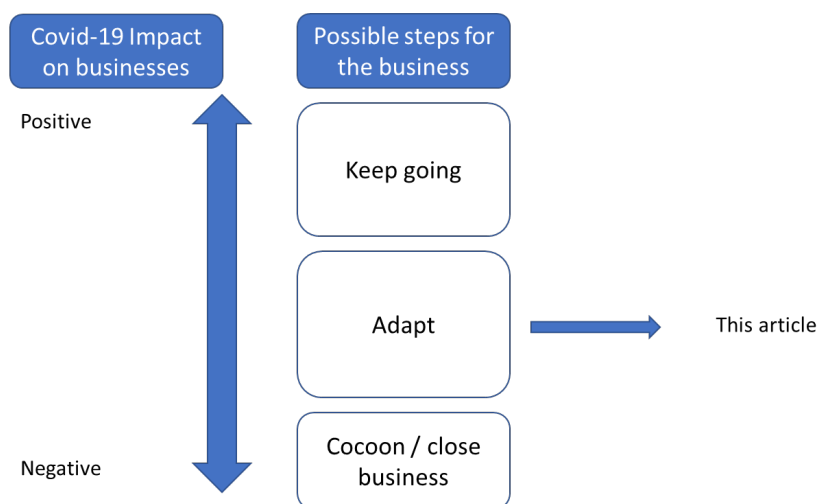 Covid-19 Impact
on businesses
Possible steps for
the business
Positive
Keep going
Adapt
This article
Negative
Cocoon / close
business